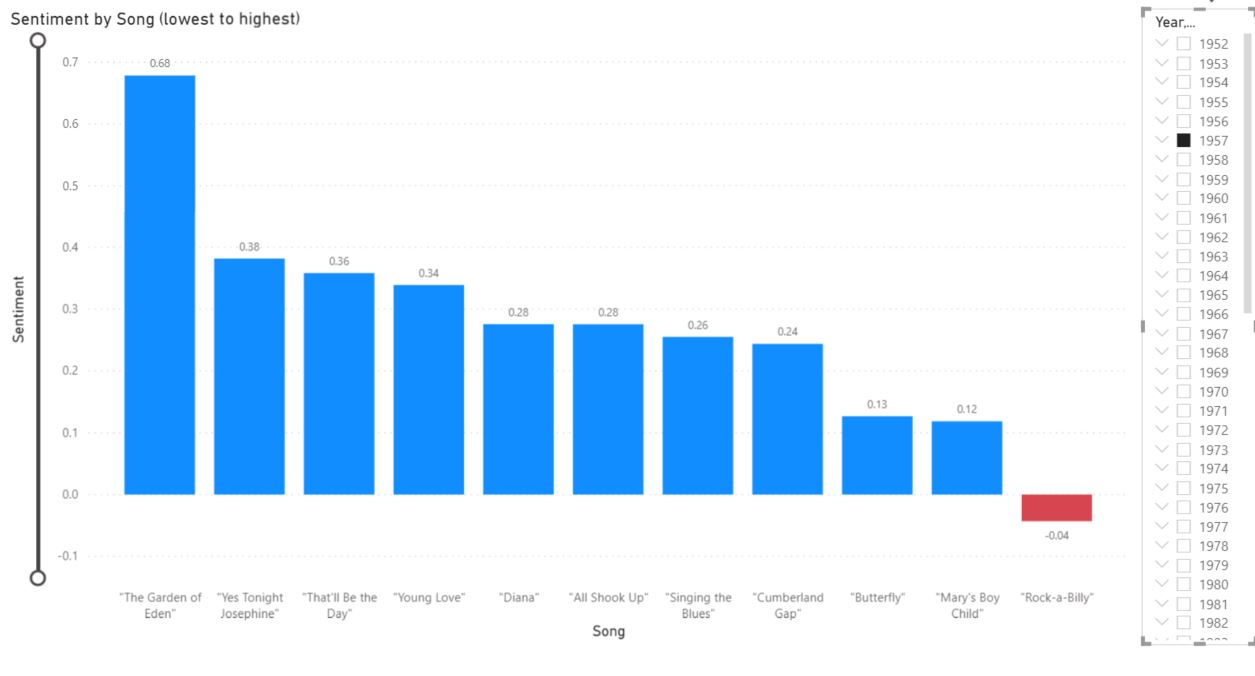 Sentiment by Song (lowest to highest)
Year,...
0.7
0.6
0.5
0.4
0.3
0.2
0.1
0.0
-0.1
Sentiment
0.68
0.38
0.36
0.34
0.28
0.28
0.26
0.24
0.13
0.12
-0.04
"The Garden of
Eden"
"Yes Tonight
Josephine"
"That'll Be the
Day"
"Young Love"
"Diana"
"All Shook Up"
"Singing the
Blues"
"Cumberland
Gap"
"Butterfly"
"Mary's Boy
Child"
"Rock-a-Billy"
Song
1952
1953
1954
1955
1956
1957
1958
1959
1960
1961
1962
1963
1964
1965
1966
1967
1968
1969
1970
1971
1972
1973
1974
1975
1976
1977
1978
1979
1980
1981
1982